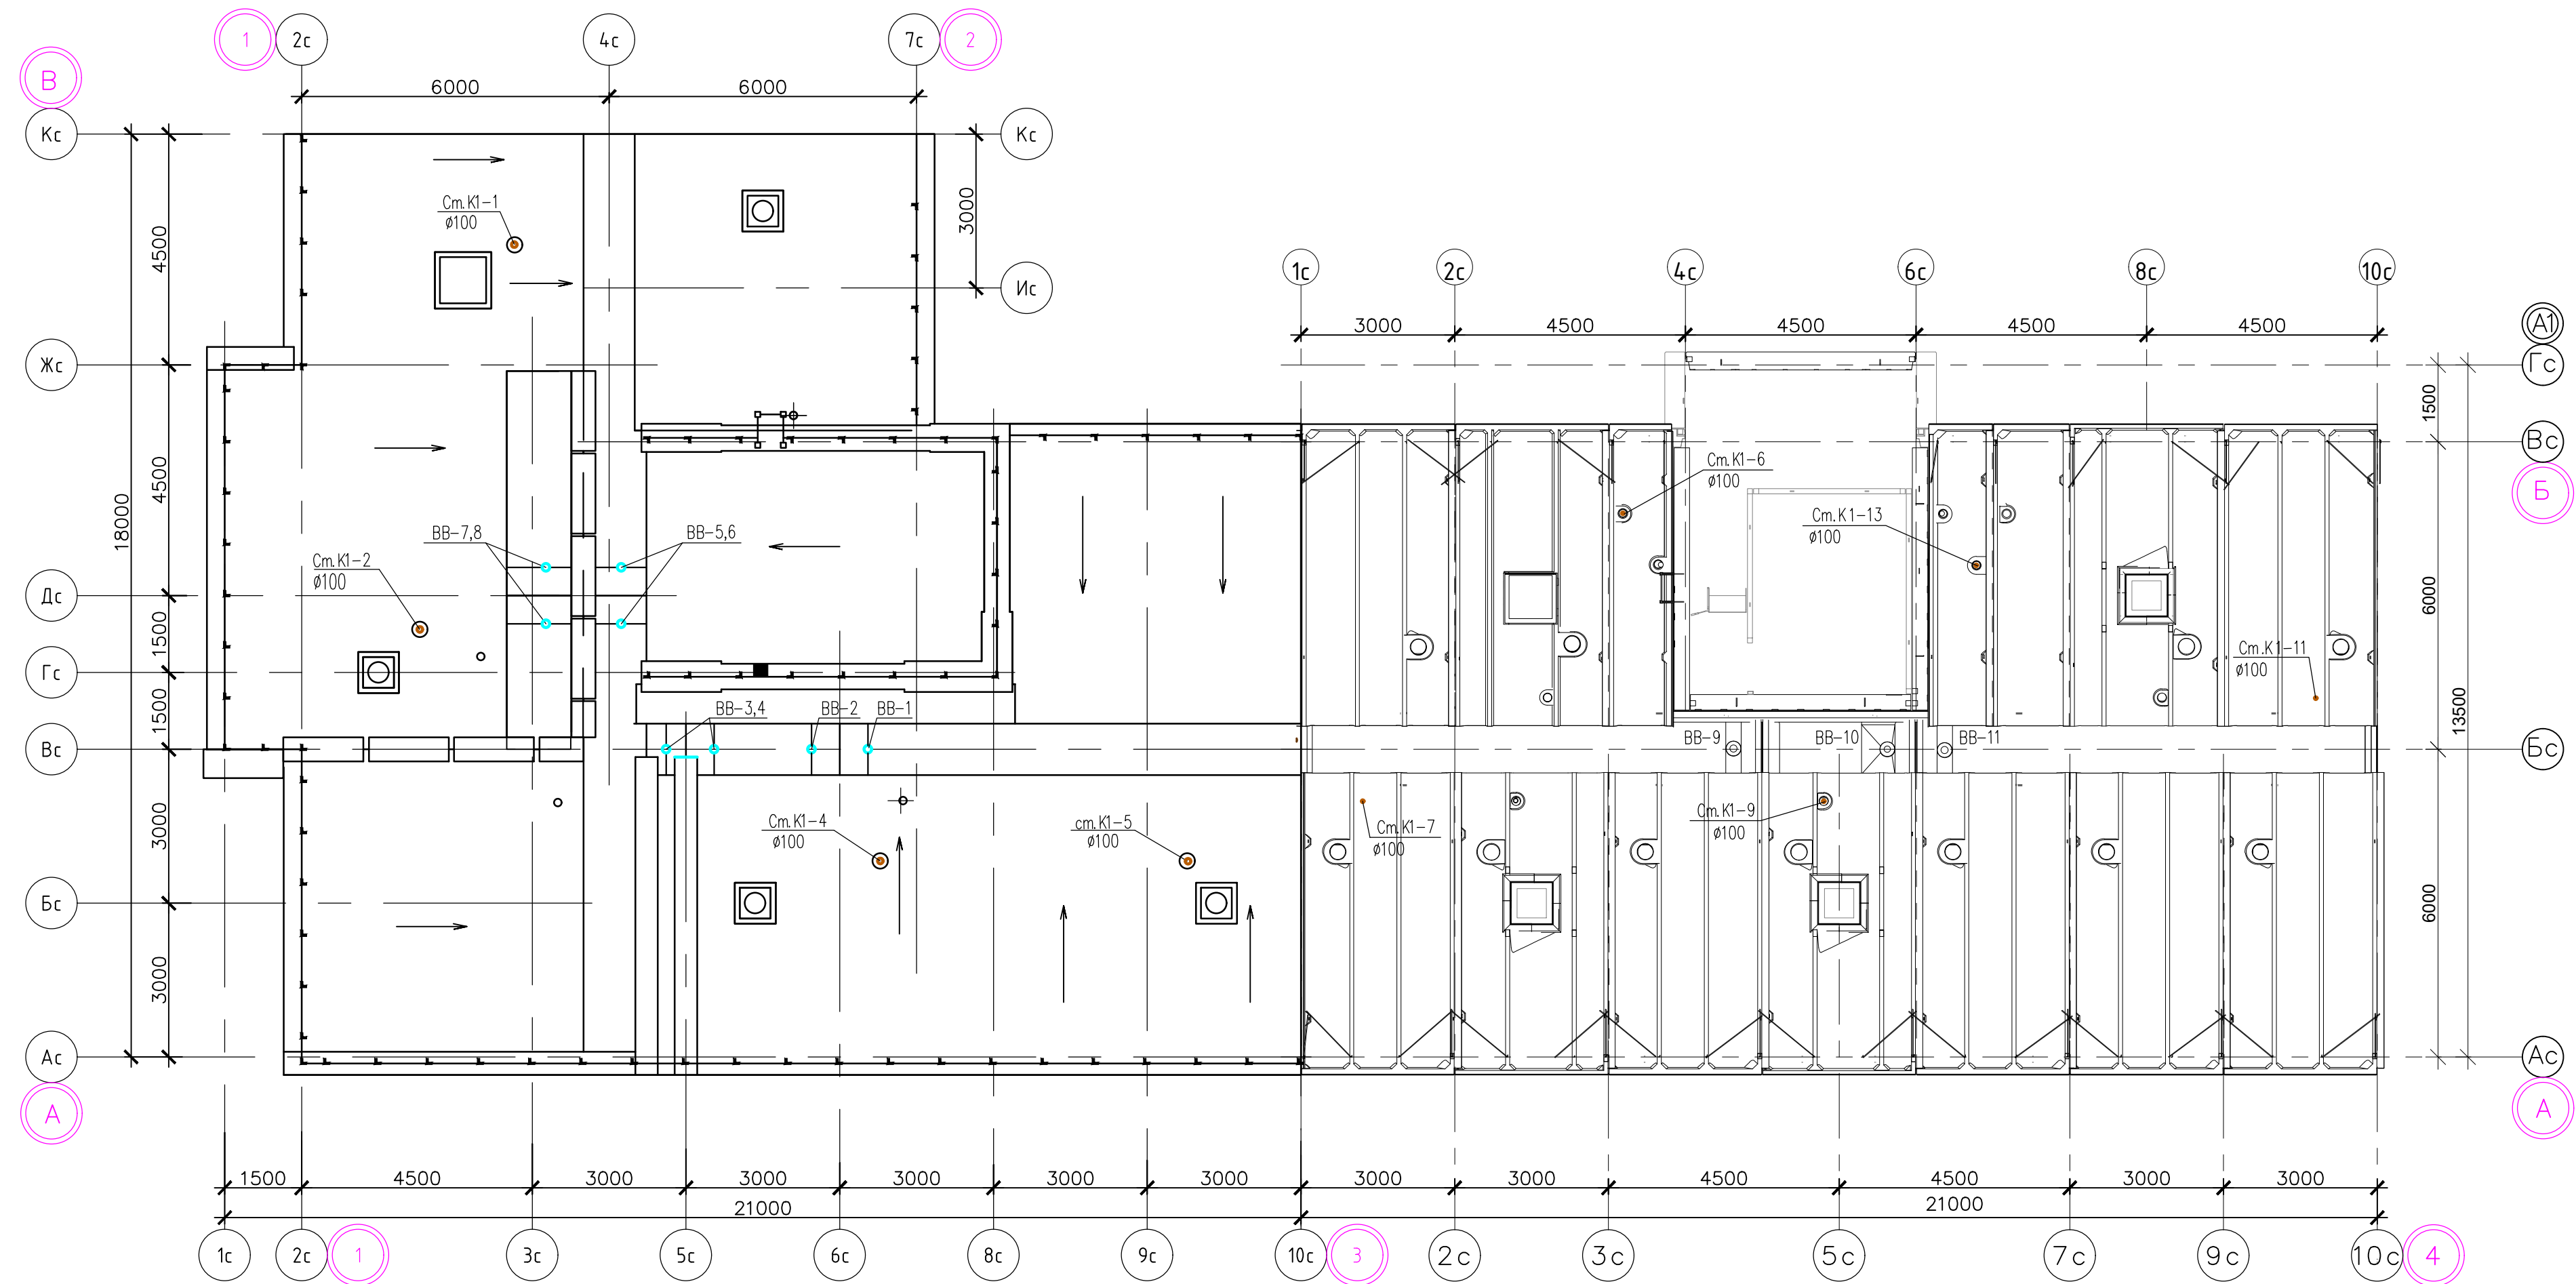 1
2с
4с
7с
2
В
6000
6000
Кс
Кс
3000
4500
Ст.К1-1
ø100
Ис
1с
2с
4с
6с
8с
10с
3000
4500
4500
4500
4500
А1
Гс
Жс
1500
Вс
Б
18000
4500
Ст.К1-6
ø100
Ст.К1-13
ø100
ВВ-7,8
ВВ-5,6
Ст.К1-2
ø100
Дс
6000
1500
Гс
Ст.К1-11
ø100
1500
13500
ВВ-3,4
ВВ-2
ВВ-1
ВВ-9
ВВ-10
ВВ-11
Вс
Бс
3000
Ст.К1-4
ø100
ст.К1-5
ø100
Ст.К1-7
ø100
Ст.К1-9
ø100
Бс
6000
3000
Ас
Ас
А
А
1500
4500
3000
3000
3000
3000
3000
3000
3000
4500
4500
3000
3000
21000
21000
1с
2с
1
3с
5с
6с
8с
9с
10с
3
2с
3с
5с
7с
9с
10с
4